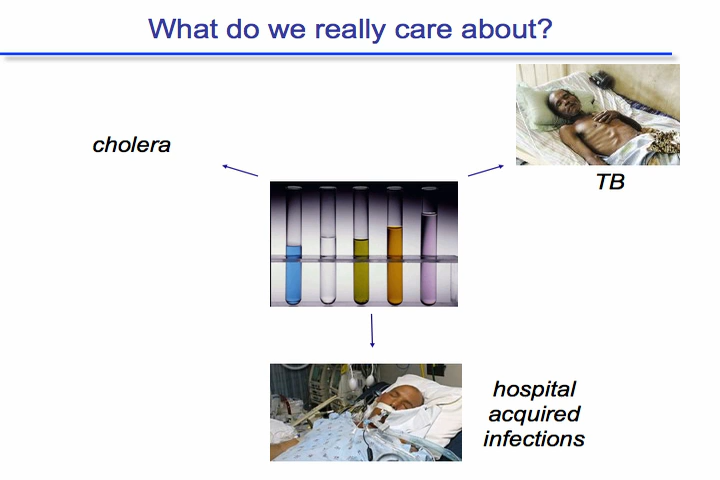 What do we really care about?
cholera
TB
hospital
acquired
infections